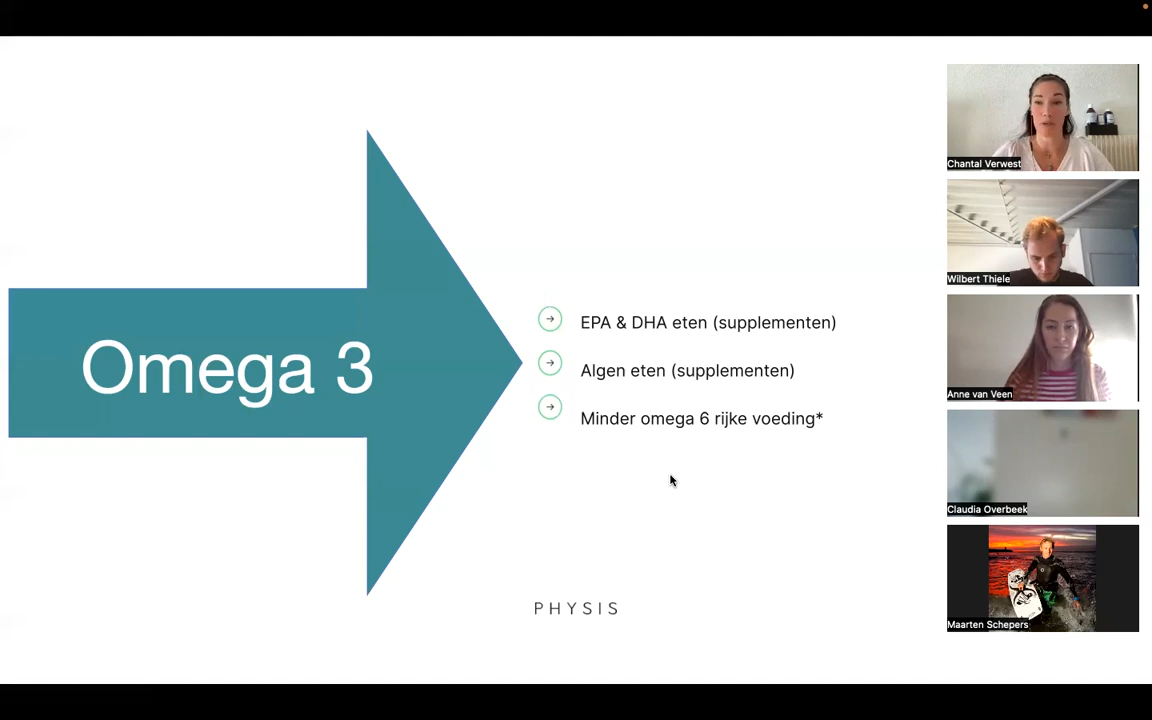 Omega 3
EPA & DHA eten (supplementen)
Algen eten (supplementen)
Minder omega 6 rijke voeding*
PHYSIS
Chantal Verwest
Wilbert Thiele
Anne van Veen
Claudia Overbeek
Maarten Schepers